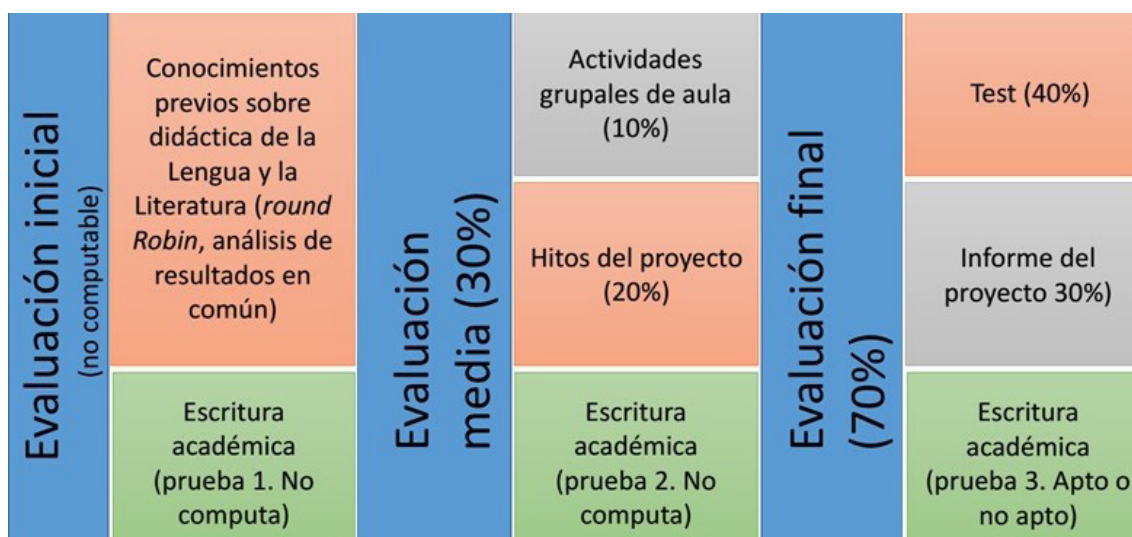 Evaluación inicial
(no computable)
Conocimientos
previos sobre
didáctica de la
Lengua y la
Literatura (round
Robin, análisis de
resultados en
común)
Escritura
académica
(prueba 1. No
computa)
Evaluación
media (30%)
Actividades
grupales de aula
(10%)
Hitos del proyecto
(20%)
Escritura
académica
(prueba 2. No
computa)
Evaluación final
(70%)
Test (40%)
Informe del
proyecto 30%)
Escritura
académica
(prueba 3. Apto o
no apto)